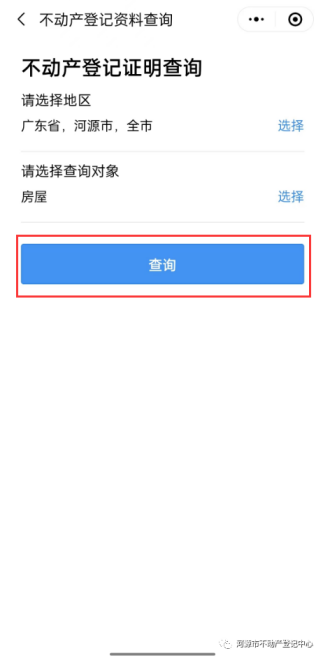 不动产登记资料查询
不动产登记证明查询
请选择地区
广东省，河源市，全市 选择
请选择查询对象
房屋 选择
查询
河源市不动产登记中心